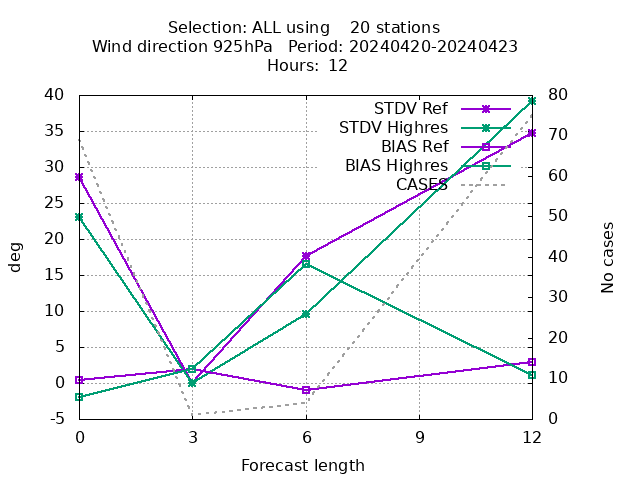 Selection: ALL using    20 stations
Wind direction 925hPa   Period: 20240420-20240423
Hours: 12
STDV Ref
STDV Highres
BIAS Ref
BIAS Highres
CASES
40
35
30
25
20
15
10
5
0
-5
deg
80
70
60
50
40
30
20
10
0
No cases
0 3 6 9 12
Forecast length